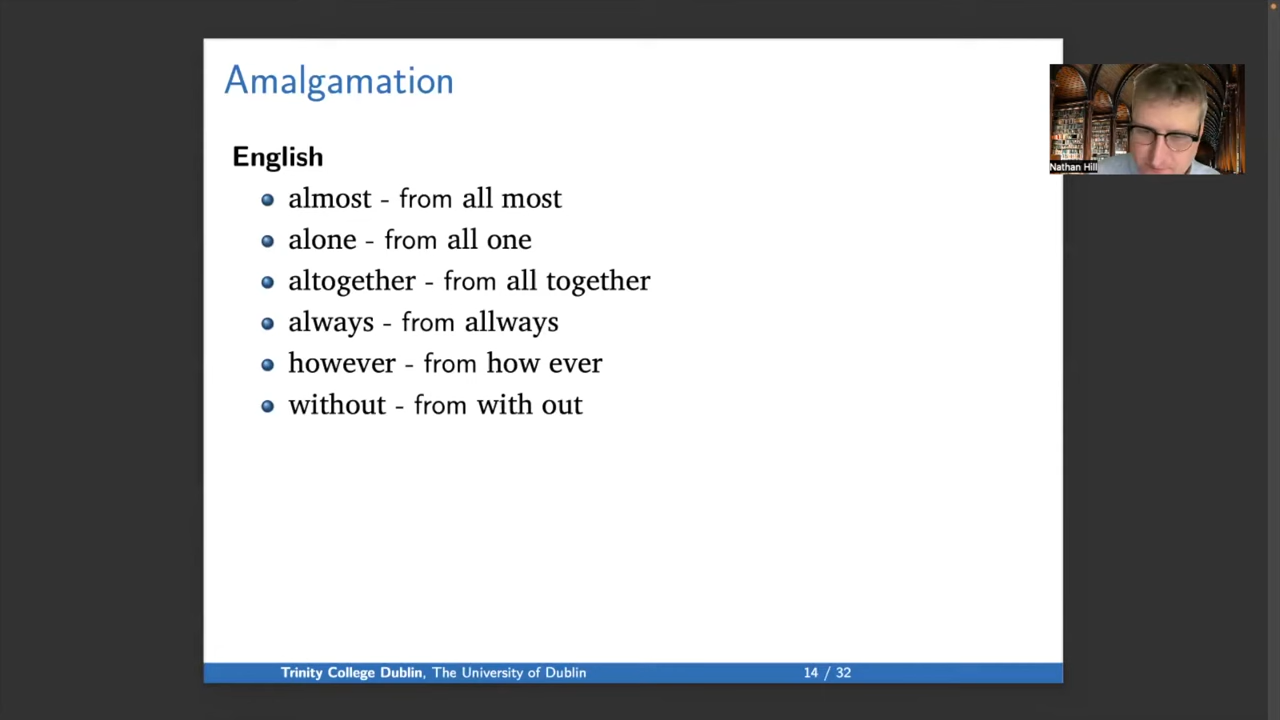 Amalgamation
English
almost - from all most
alone - from all one
altogether - from all together
always - from allways
however - from how ever
without - from with out
Nathan Hill
Trinity College Dublin, The University of Dublin
14 / 32